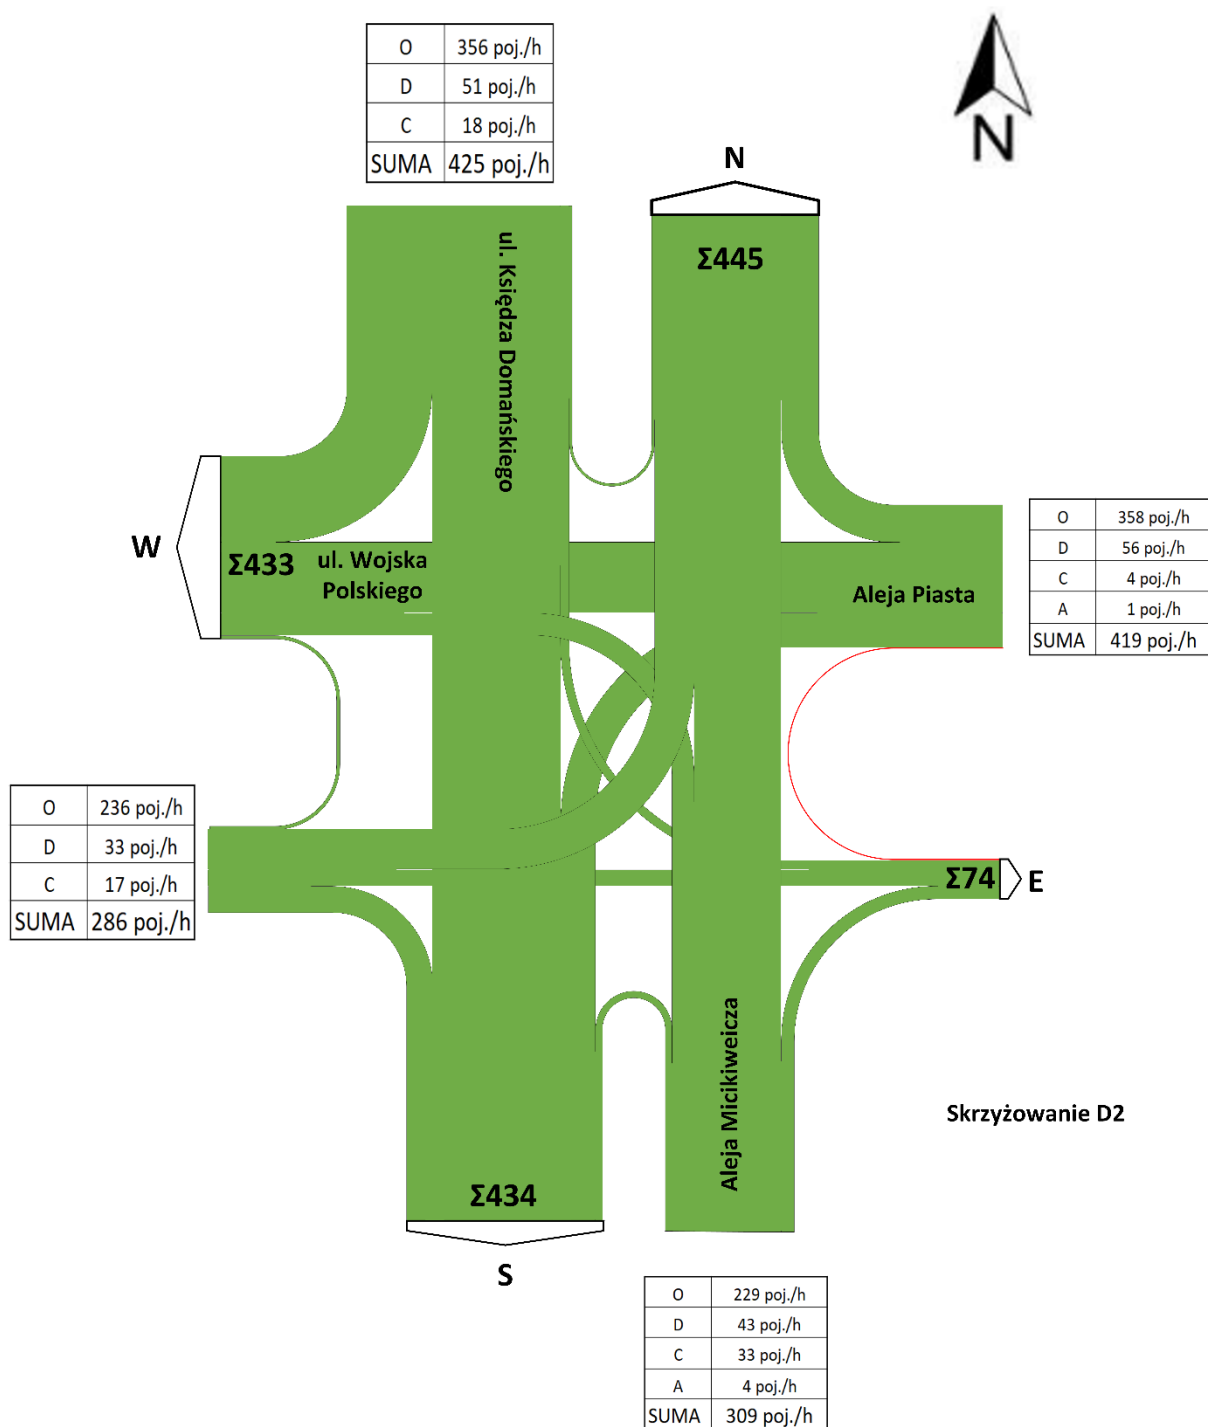 O 356 poj./h
D 51 poj./h
C 18 poj./h
SUMA 425 poj./h
N
N
ul. Księdza Domańskiego
Σ445
W
Σ433
ul. Wojska
Polskiego
Aleja Piasta
O 358 poj./h
D 56 poj./h
C 4 poj./h
A 1 poj./h
SUMA 419 poj./h
O 236 poj./h
D 33 poj./h
C 17 poj./h
SUMA 286 poj./h
Σ74
E
Aleja Micikiweicza
Skrzyżowanie D2
Σ434
S
O 229 poj./h
D 43 poj./h
C 33 poj./h
A 4 poj./h
SUMA 309 poj./h